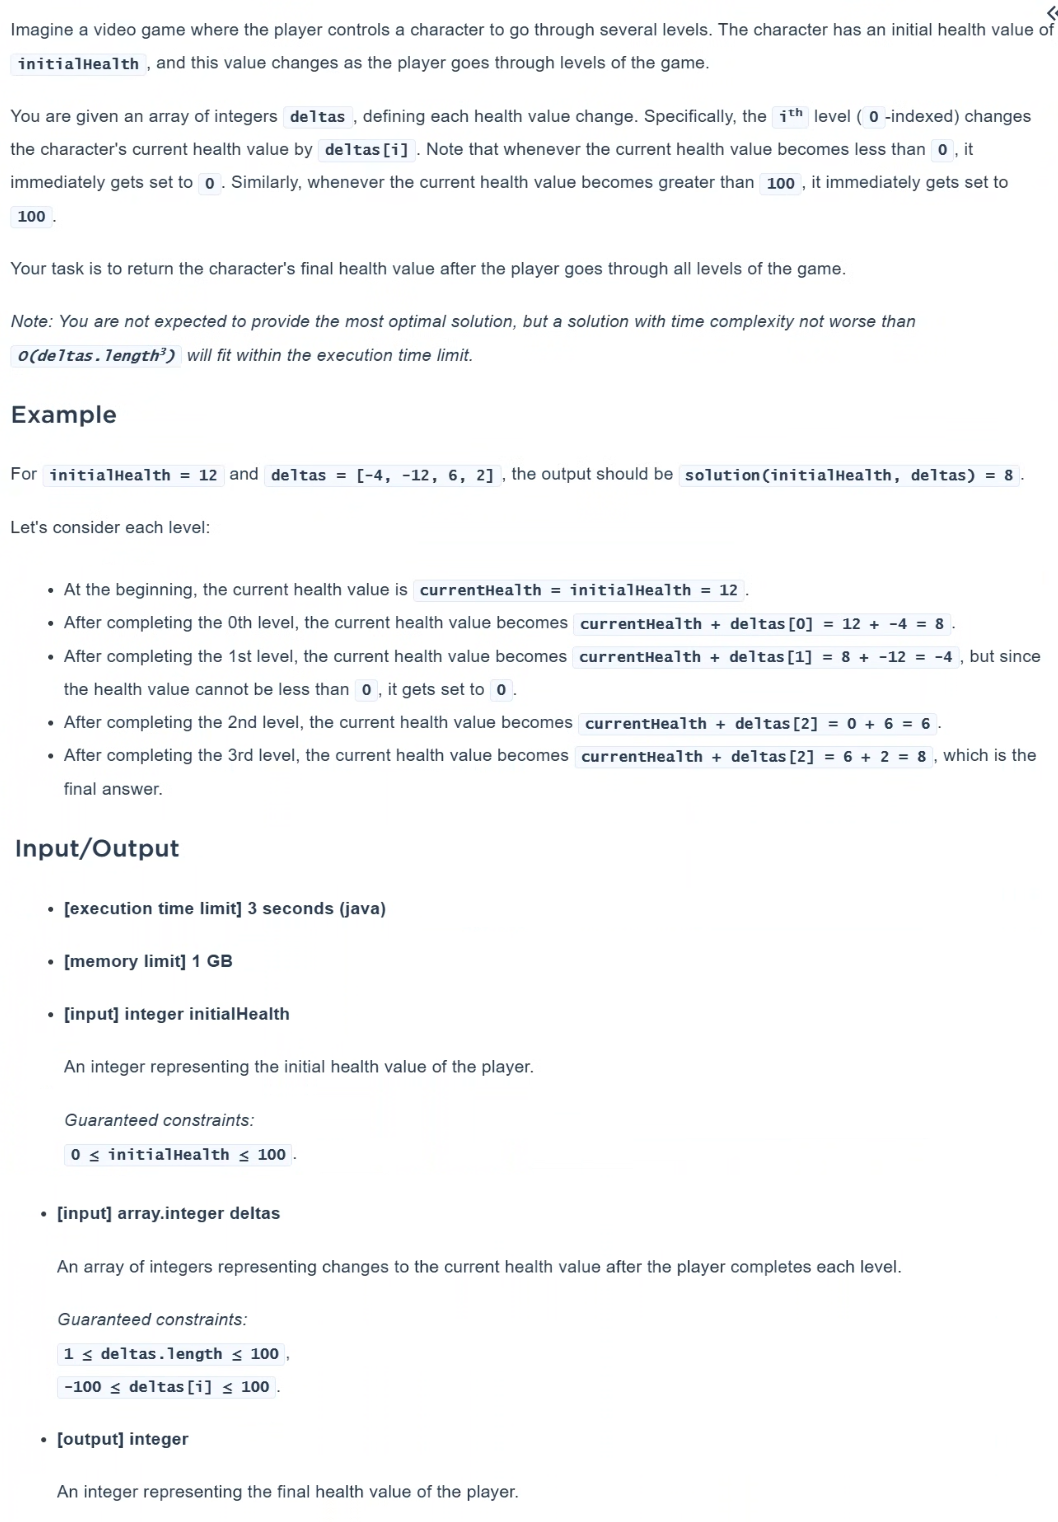 Imagine a video game where the player controls a character to go through several levels. The character has an initial health value of
initialHealth , and this value changes as the player goes through levels of the game.
You are given an array of integers deltas , defining each health value change. Specifically, the iᵗʰ level ( 0 -indexed) changes
the character's current health value by deltas[i] . Note that whenever the current health value becomes less than 0 , it
immediately gets set to 0 . Similarly, whenever the current health value becomes greater than 100 , it immediately gets set to
100 .
Your task is to return the character's final health value after the player goes through all levels of the game.
Note: You are not expected to provide the most optimal solution, but a solution with time complexity not worse than
O(deltas.length³) will fit within the execution time limit.
Example
For initialHealth = 12 and deltas = [-4, -12, 6, 2] , the output should be solution(initialHealth, deltas) = 8 .
Let's consider each level:
• At the beginning, the current health value is currentHealth = initialHealth = 12 .
• After completing the 0th level, the current health value becomes currentHealth + deltas[0] = 12 + -4 = 8 .
• After completing the 1st level, the current health value becomes currentHealth + deltas[1] = 8 + -12 = -4 , but since
the health value cannot be less than 0 , it gets set to 0 .
• After completing the 2nd level, the current health value becomes currentHealth + deltas[2] = 0 + 6 = 6 .
• After completing the 3rd level, the current health value becomes currentHealth + deltas[2] = 6 + 2 = 8 , which is the
final answer.
Input/Output
• [execution time limit] 3 seconds (java)
• [memory limit] 1 GB
• [input] integer initialHealth
An integer representing the initial health value of the player.
Guaranteed constraints:
0 ≤ initialHealth ≤ 100 .
• [input] array.integer deltas
An array of integers representing changes to the current health value after the player completes each level.
Guaranteed constraints:
1 ≤ deltas.length ≤ 100 ,
-100 ≤ deltas[i] ≤ 100 .
• [output] integer
An integer representing the final health value of the player.